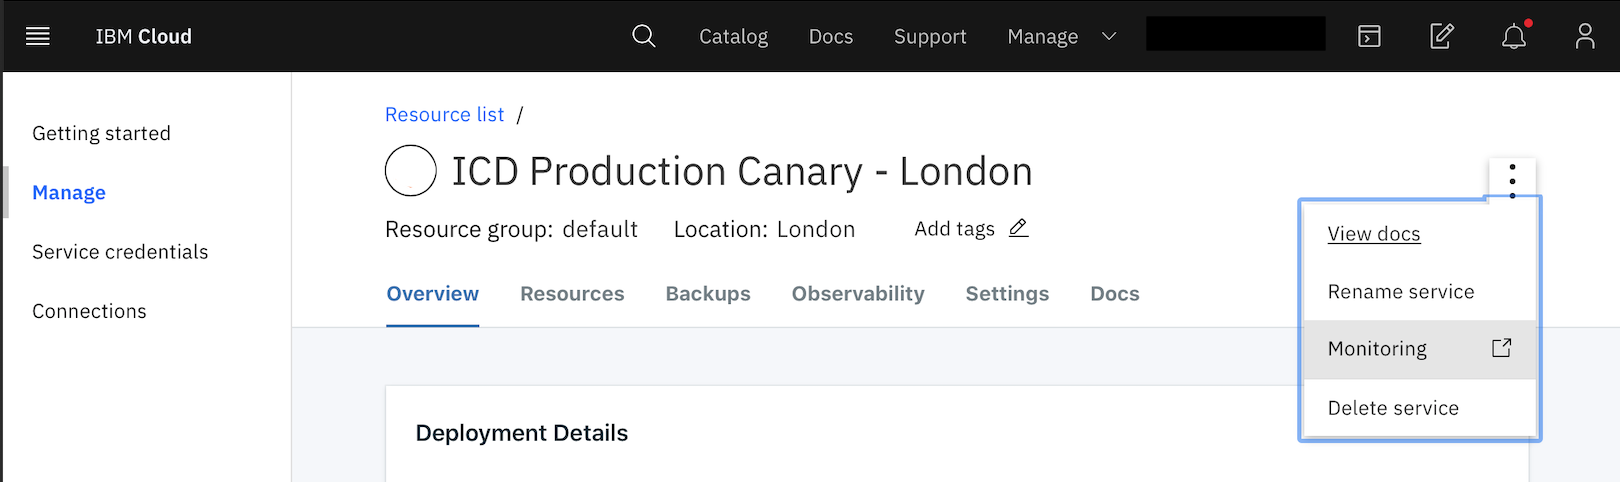 IBM Cloud Catalog Docs Support Manage
Getting started
Manage
Service credentials
Connections
Resource list /
ICD Production Canary - London
Resource group: default Location: London Add tags
Overview Resources Backups Observability Settings Docs
View docs
Rename service
Monitoring
Delete service
Deployment Details